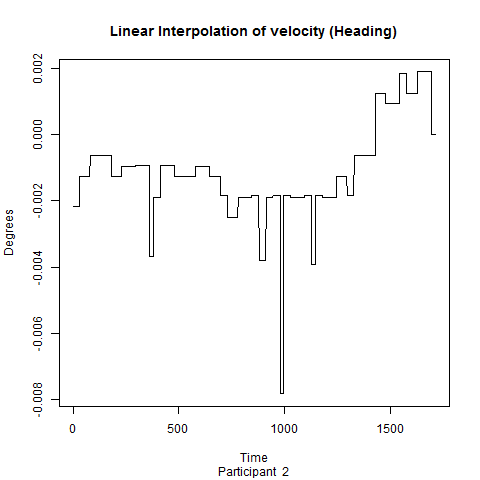 Linear Interpolation of velocity (Heading)
0.002
0.000
-0.002
-0.004
-0.006
-0.008
Degrees
0 500 1000 1500
Time
Participant 2